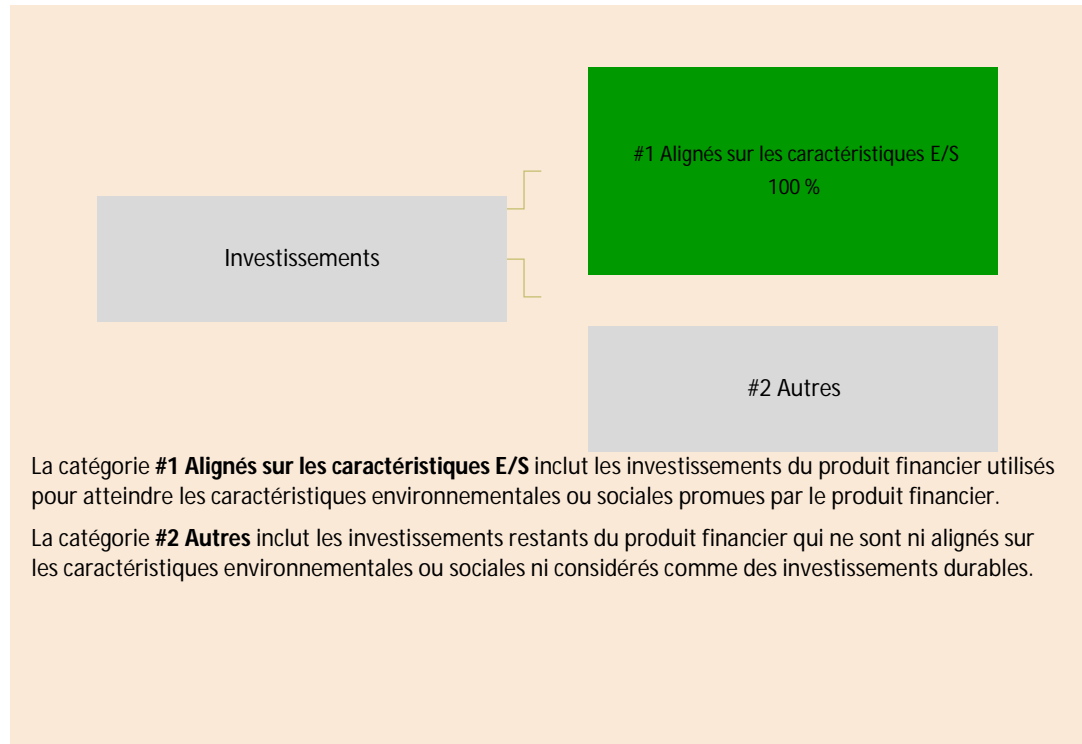 #1 Alignés sur les caractéristiques E/S
100 %
Investissements
#2 Autres
La catégorie #1 Alignés sur les caractéristiques E/S inclut les investissements du produit financier utilisés
pour atteindre les caractéristiques environnementales ou sociales promues par le produit financier.
La catégorie #2 Autres inclut les investissements restants du produit financier qui ne sont ni alignés sur
les caractéristiques environnementales ou sociales ni considérés comme des investissements durables.